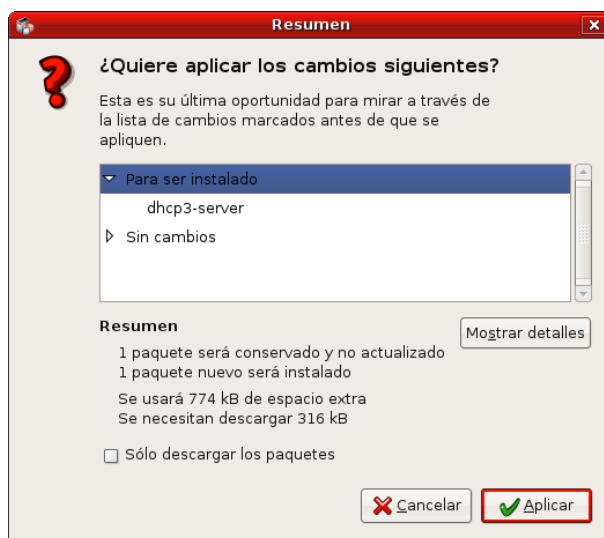 Resumen
¿Quiere aplicar los cambios siguientes?
Esta es su última oportunidad para mirar a través de
la lista de cambios marcados antes de que se
apliquen.
Para ser instalado
dhcp3-server
Sin cambios
Resumen
Mostrar detalles
1 paquete será conservado y no actualizado
1 paquete nuevo será instalado
Se usará 774 kB de espacio extra
Se necesitan descargar 316 kB
Sólo descargar los paquetes
Cancelar
Aplicar